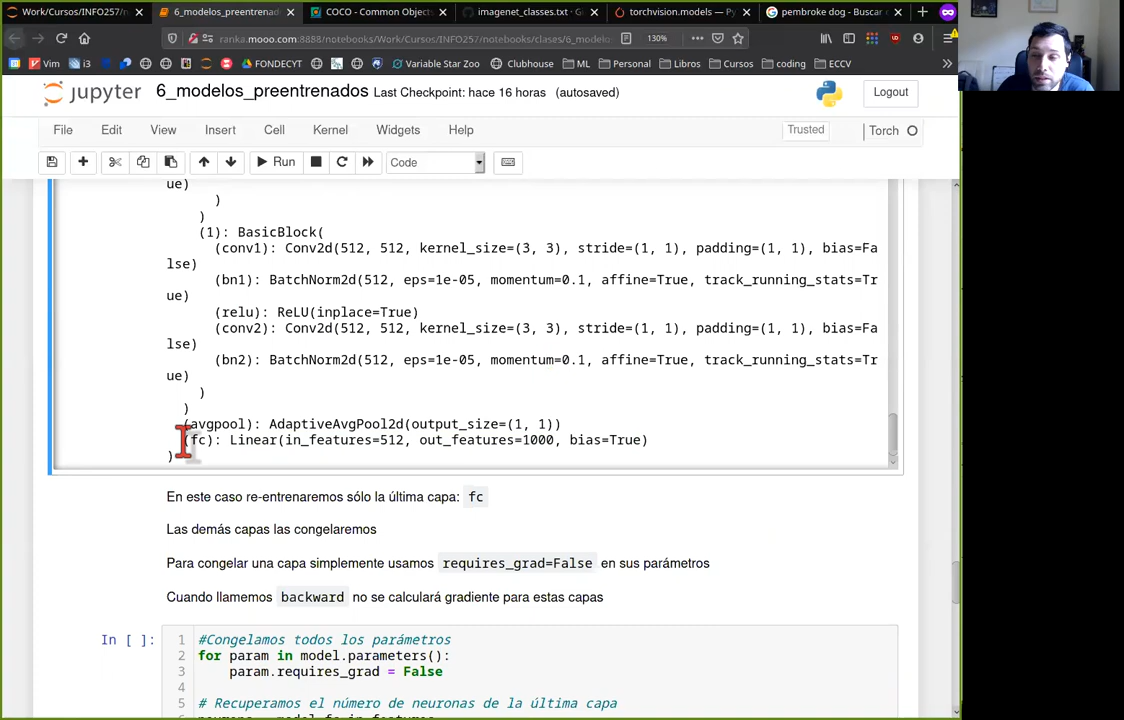 Work/Cursos/INFO257/n
6_modelos_preentrenad
COCO - Common Objects
imagenet_classes.txt · Gi
torchvision.models — Py
pembroke dog - Buscar c
ranka.mooo.com:8888/notebooks/Work/Cursos/INFO257/notebooks/clases/6_modelo
130%
Vim
i3
FONDECYT
Variable Star Zoo
Clubhouse
ML
Personal
Libros
Cursos
coding
ECCV
jupyter 6_modelos_preentrenados Last Checkpoint: hace 16 horas (autosaved)
Logout
File Edit View Insert Cell Kernel Widgets Help
Trusted
Torch
Run
Code
ue)
)
)
(1): BasicBlock(
(conv1): Conv2d(512, 512, kernel_size=(3, 3), stride=(1, 1), padding=(1, 1), bias=Fa
lse)
(bn1): BatchNorm2d(512, eps=1e-05, momentum=0.1, affine=True, track_running_stats=Tr
ue)
(relu): ReLU(inplace=True)
(conv2): Conv2d(512, 512, kernel_size=(3, 3), stride=(1, 1), padding=(1, 1), bias=Fa
lse)
(bn2): BatchNorm2d(512, eps=1e-05, momentum=0.1, affine=True, track_running_stats=Tr
ue)
)
)
(avgpool): AdaptiveAvgPool2d(output_size=(1, 1))
(fc): Linear(in_features=512, out_features=1000, bias=True)
)
En este caso re-entrenaremos sólo la última capa: fc
Las demás capas las congelaremos
Para congelar una capa simplemente usamos requires_grad=False en sus parámetros
Cuando llamemos backward no se calculará gradiente para estas capas
In [ ]:
1 #Congelamos todos los parámetros
2 for param in model.parameters():
3 param.requires_grad = False
4
5 # Recuperamos el número de neuronas de la última capa